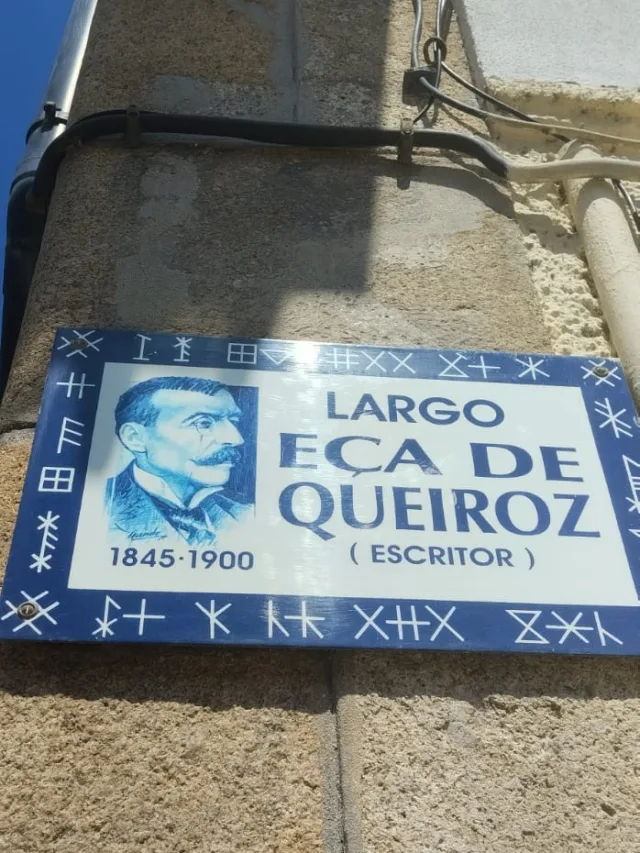 LARGO
EÇA DE
QUEIROZ
(ESCRITOR)
1845·1900